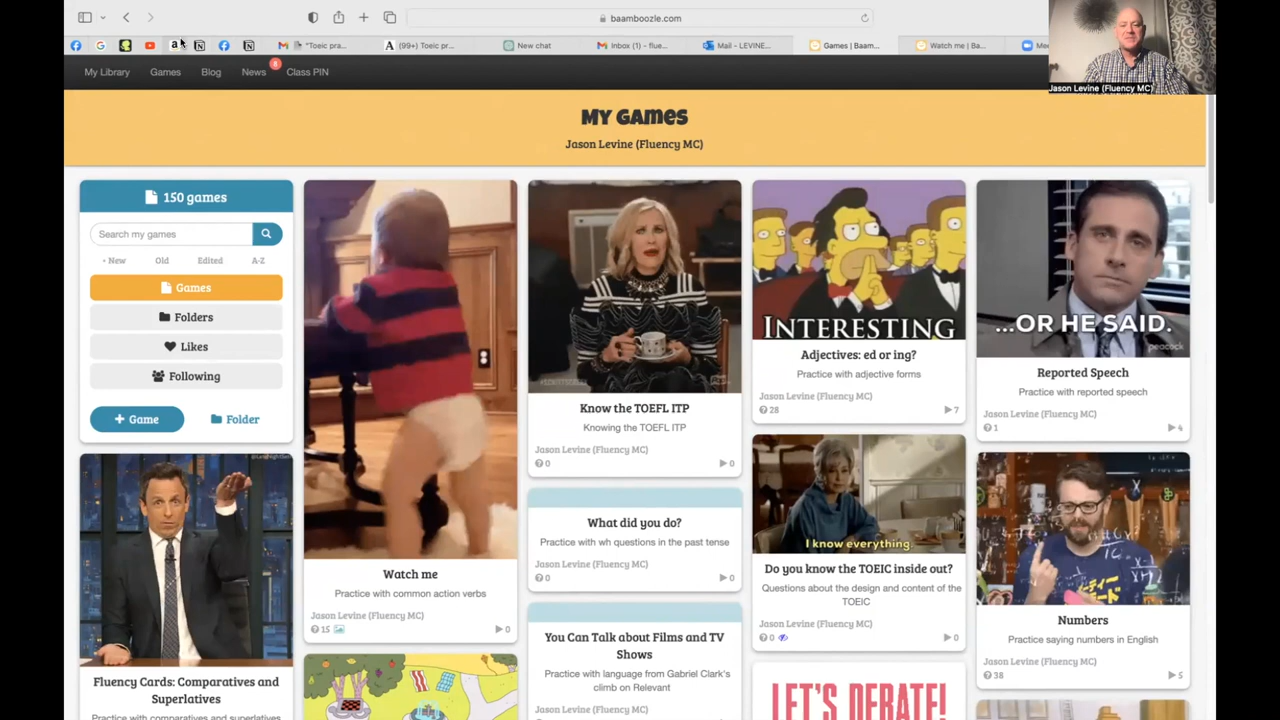 baamboozle.com
"Toeic pra...
(99+) Toeic pr...
New chat
Inbox (1) - flue...
Mail - LEVINE...
Games | Baam...
Watch me | Ba...
Mee
My Library
Games
Blog
News
8
Class PIN
Jason Levine (Fluency MC)
My Games
Jason Levine (Fluency MC)
150 games
Search my games
• New
Old
Edited
A-Z
Games
Folders
Likes
Following
+ Game
Folder
Fluency Cards: Comparatives and
Superlatives
Practice with comparatives and superlatives
Watch me
Practice with common action verbs
Jason Levine (Fluency MC)
15
0
Know the TOEFL ITP
Knowing the TOEFL ITP
Jason Levine (Fluency MC)
0
0
What did you do?
Practice with wh questions in the past tense
Jason Levine (Fluency MC)
0
0
You Can Talk about Films and TV
Shows
Practice with language from Gabriel Clark's
climb on Relevant
Jason Levine (Fluency MC)
INTERESTING
Adjectives: ed or ing?
Practice with adjective forms
Jason Levine (Fluency MC)
28
7
I know everything.
Do you know the TOEIC inside out?
Questions about the design and content of the
TOEIC
Jason Levine (Fluency MC)
0
0
LET'S DEBATE!
...OR HE SAID.
peacock
Reported Speech
Practice with reported speech
Jason Levine (Fluency MC)
1
4
Numbers
Practice saying numbers in English
Jason Levine (Fluency MC)
38
5